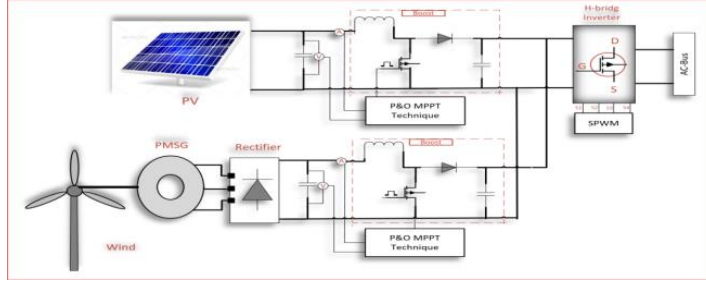 Boost
H-bridg
inverter
A
V
D
G
S
AC-Bus
PV
P&O MPPT
Technique
SPWM
PMSG
Rectifier
Boost
A
V
Wind
P&O MPPT
Technique